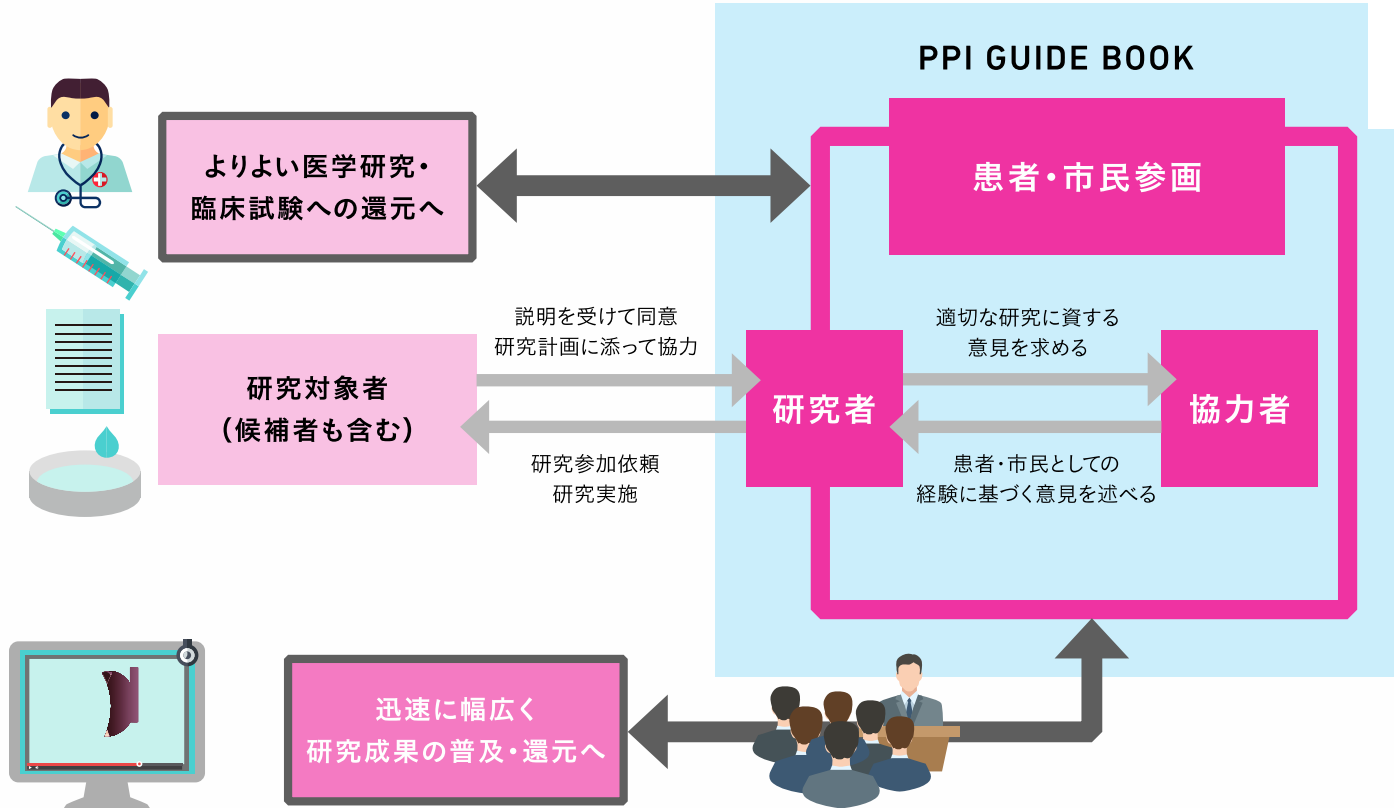 PPI GUIDE BOOK
よりよい医学研究・
臨床試験への還元へ
患者・市民参画
説明を受けて同意
研究計画に添って協力
適切な研究に資する
意見を求める
研究対象者
（候補者も含む）
研究者
協力者
研究参加依頼
研究実施
患者・市民としての
経験に基づく意見を述べる
迅速に幅広く
研究成果の普及・還元へ